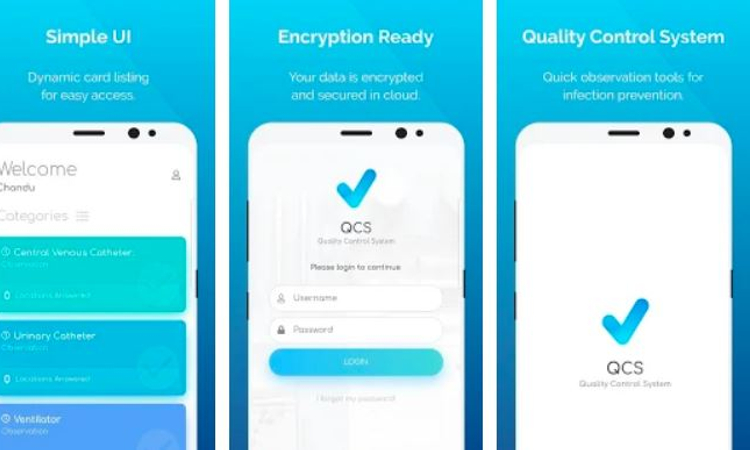 Simple UI
Dynamic card listing
for easy access.
Welcome
Chandu
Categories
Central Venous Catheter
Observation
0 Locations Answered
Urinary Catheter
Observation
0 Locations Answered
Ventilator
Observation
Encryption Ready
Your data is encrypted
and secured in cloud.
QCS
Quality Control System
Please login to continue
Username
Password
LOGIN
I forgot my password
Quality Control System
Quick observation tools for
infection prevention.
QCS
Quality Control System